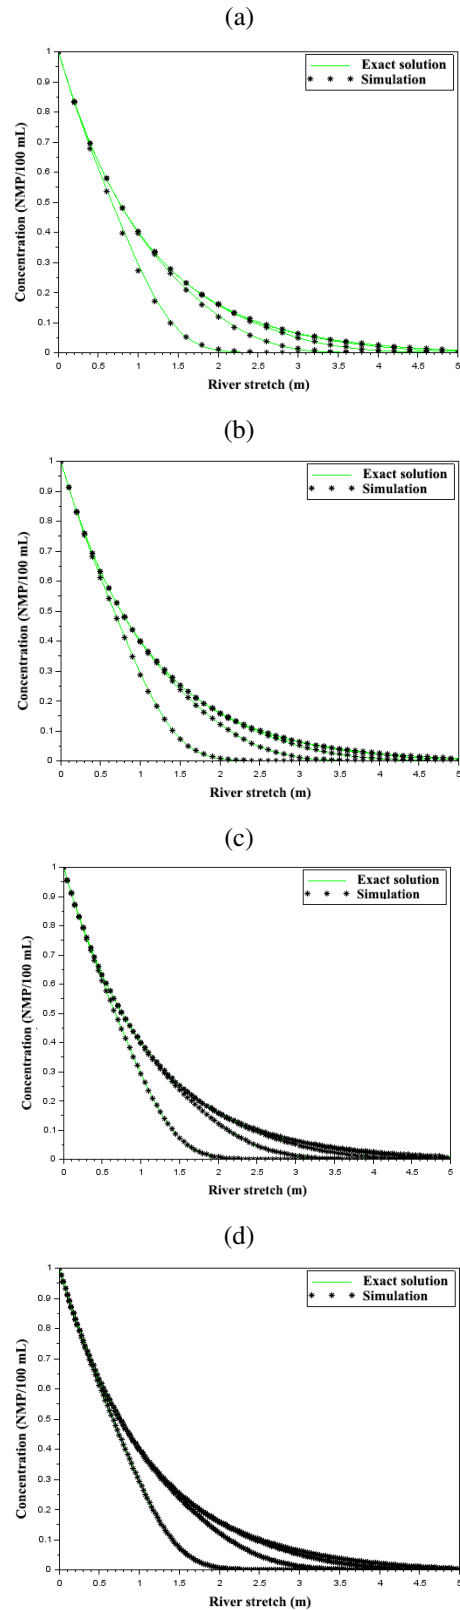 (a)
1
0.9
0.8
0.7
0.6
0.5
0.4
0.3
0.2
0.1
0
Concentration (NMP/100 mL)
Exact solution
Simulation
0 0.5 1 1.5 2 2.5 3 3.5 4 4.5 5
River stretch (m)
(b)
1
0.9
0.8
0.7
0.6
0.5
0.4
0.3
0.2
0.1
0
Concentration (NMP/100 mL)
Exact solution
Simulation
0 0.5 1 1.5 2 2.5 3 3.5 4 4.5 5
River stretch (m)
(c)
1
0.9
0.8
0.7
0.6
0.5
0.4
0.3
0.2
0.1
0
Concentration (NMP/100 mL)
Exact solution
Simulation
0 0.5 1 1.5 2 2.5 3 3.5 4 4.5 5
River stretch (m)
(d)
1
0.9
0.8
0.7
0.6
0.5
0.4
0.3
0.2
0.1
0
Concentration (NMP/100 mL)
Exact solution
Simulation
0 0.5 1 1.5 2 2.5 3 3.5 4 4.5 5
River stretch (m)